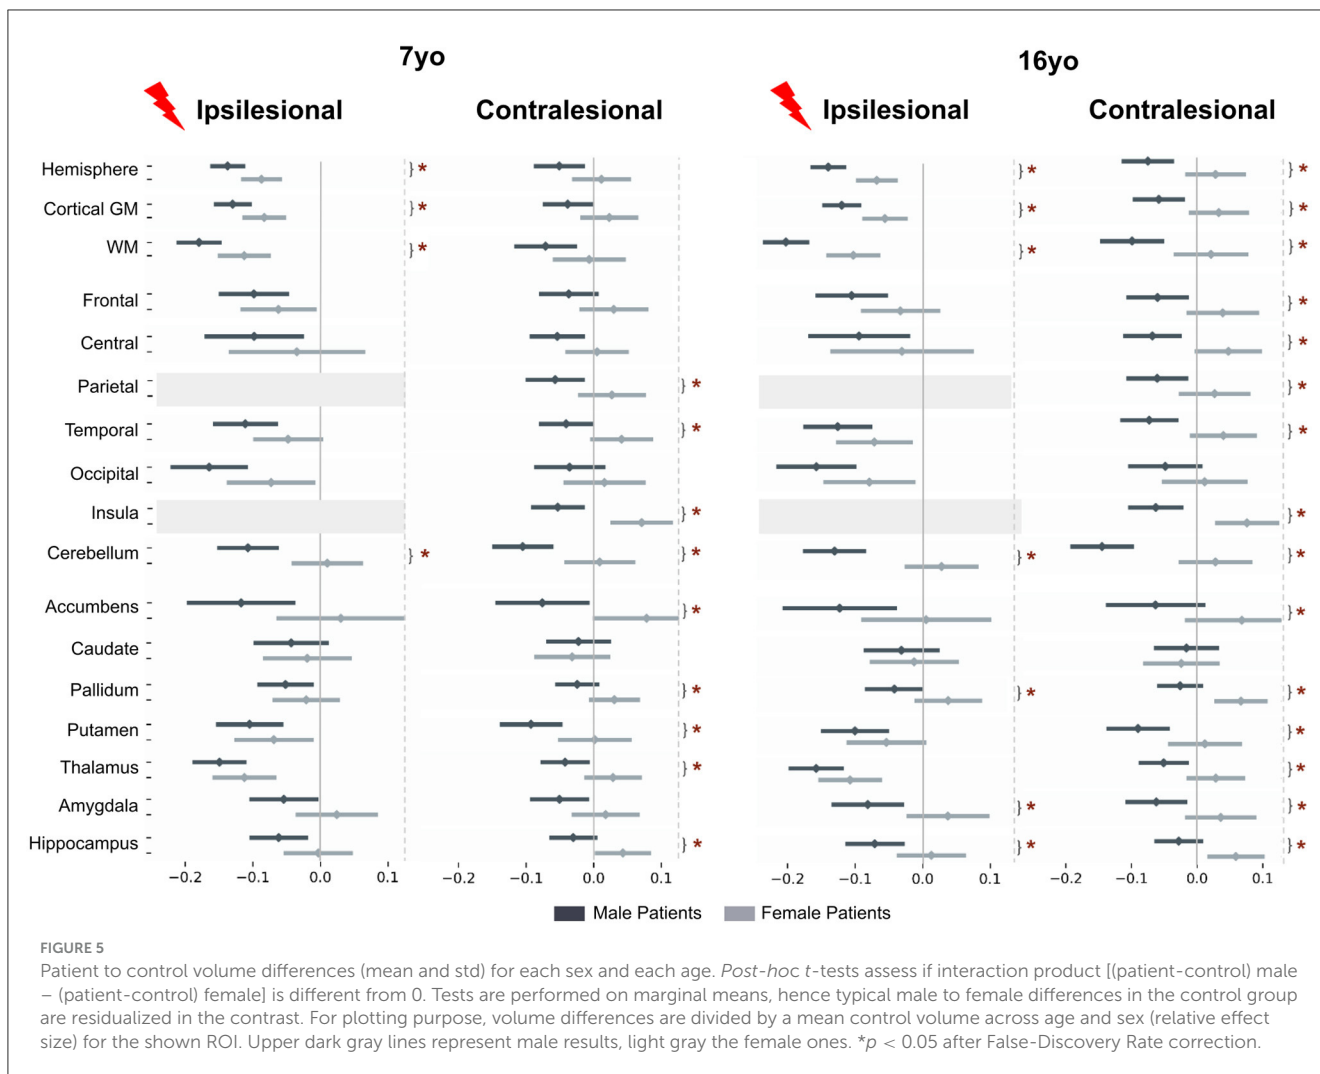 7yo
16yo
Ipsilesional
Contralesional
Ipsilesional
Contralesional
Hemisphere } * } * } *
Cortical GM } * } * } *
WM } * } * } *
Frontal } *
Central } *
Parietal } * } *
Temporal } * } *
Occipital
Insula } * } *
Cerebellum } * } * } * } *
Accumbens } *
Caudate
Pallidum } * } *
Putamen } * } *
Thalamus } * } *
Amygdala } * } *
Hippocampus } * } * } *
−0.2 −0.1 0.0 0.1 −0.2 −0.1 0.0 0.1 −0.2 −0.1 0.0 0.1 −0.2 −0.1 0.0 0.1
Male Patients Female Patients
FIGURE 5
Patient to control volume differences (mean and std) for each sex and each age. Post-hoc t-tests assess if interaction product [(patient-control) male
– (patient-control) female] is different from 0. Tests are performed on marginal means, hence typical male to female differences in the control group
are residualized in the contrast. For plotting purpose, volume differences are divided by a mean control volume across age and sex (relative effect
size) for the shown ROI. Upper dark gray lines represent male results, light gray the female ones. *p < 0.05 after False-Discovery Rate correction.